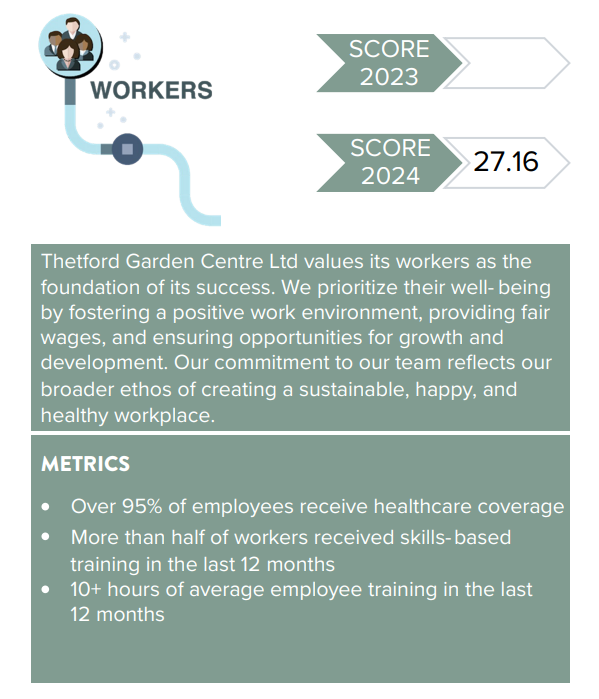 WORKERS
SCORE
2023
SCORE
2024
27.16
Thetford Garden Centre Ltd values its workers as the
foundation of its success. We prioritize their well- being
by fostering a positive work environment, providing fair
wages, and ensuring opportunities for growth and
development. Our commitment to our team reflects our
broader ethos of creating a sustainable, happy, and
healthy workplace.
METRICS
• Over 95% of employees receive healthcare coverage
• More than half of workers received skills-based
training in the last 12 months
• 10+ hours of average employee training in the last
12 months